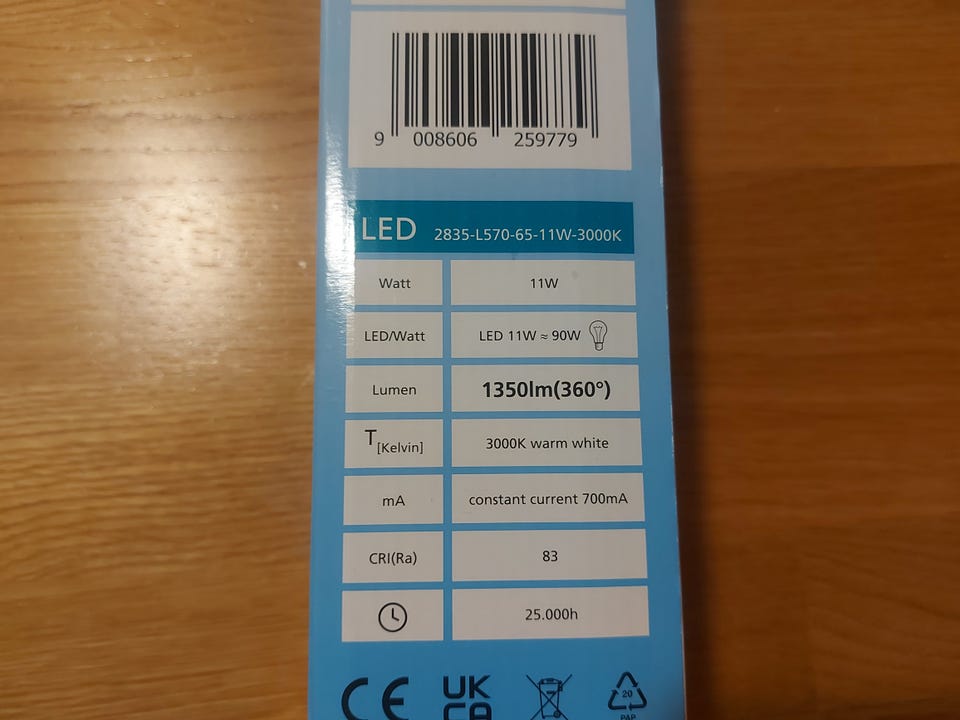 9 008606 259779
LED 2835-L570-65-11W-3000K
Watt 11W
LED/Watt LED 11W ≈ 90W
Lumen 1350lm(360°)
T[Kelvin] 3000K warm white
mA constant current 700mA
CRI(Ra) 83
25.000h
CE UK
CA
20
PAP